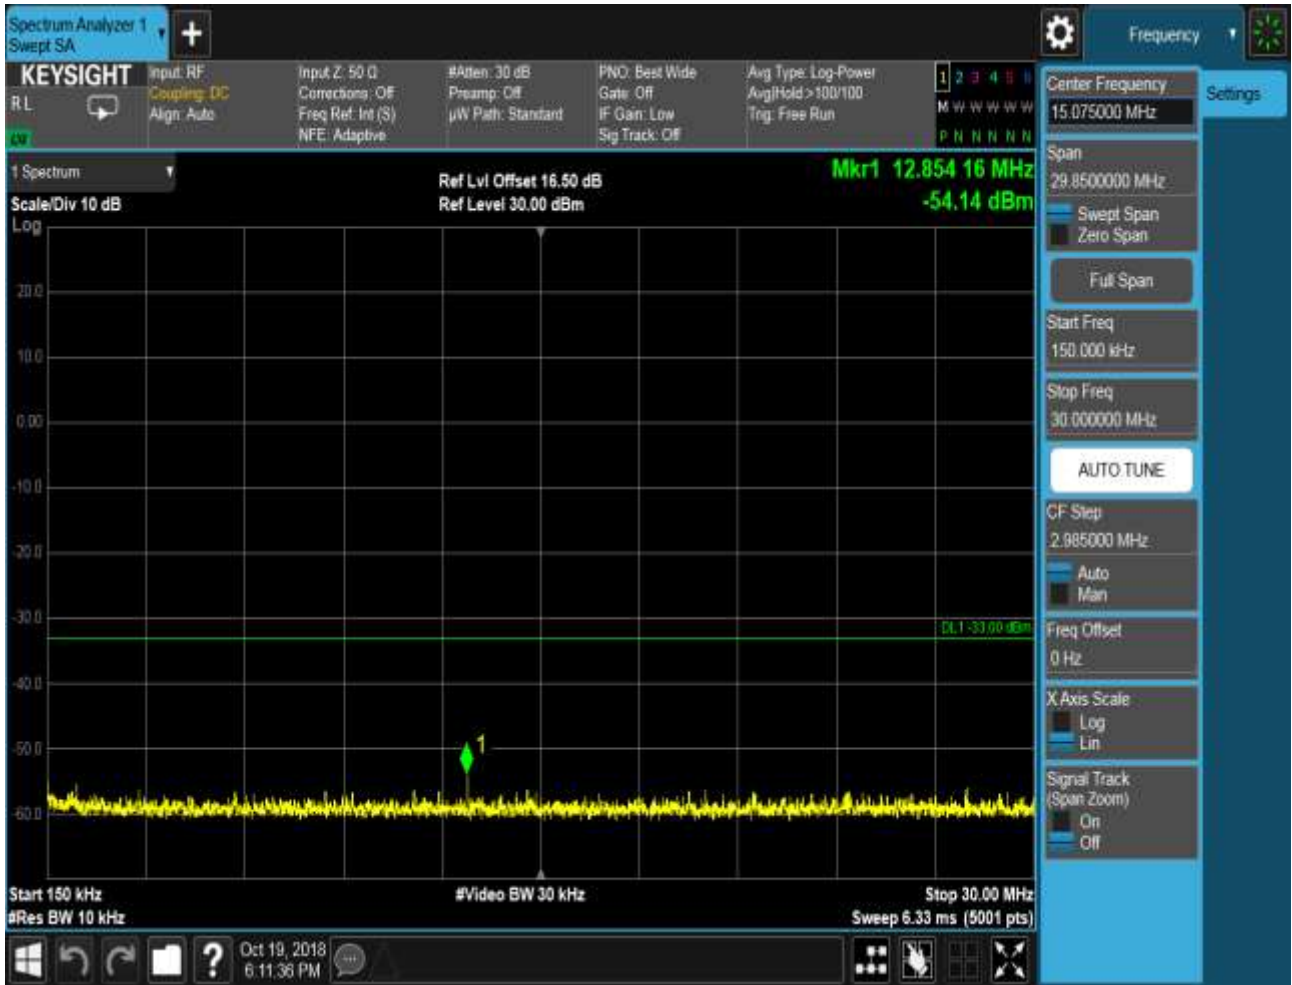 Spectrum Analyzer 1
Swept SA
Frequency
KEYSIGHT
RL
Input: RF
Coupling: DC
Align: Auto
Input Z: 50 Ω
Corrections: Off
Freq Ref: Int (S)
NFE: Adaptive
#Atten: 30 dB
Preamp: Off
µW Path: Standard
PNO: Best Wide
Gate: Off
IF Gain: Low
Sig Track: Off
Avg Type: Log-Power
Avg|Hold:>100/100
Trig: Free Run
1 2 3 4 5 6
M W W W W W
P N N N N N
1 Spectrum
Scale/Div 10 dB
Log
Ref Lvl Offset 16.50 dB
Ref Level 30.00 dBm
Mkr1 12.854 16 MHz
-54.14 dBm
20.0
10.0
0.00
-10.0
-20.0
-30.0
DL1 -33.00 dBm
-40.0
-50.0
1
-60.0
Start 150 kHz
#Res BW 10 kHz
#Video BW 30 kHz
Stop 30.00 MHz
Sweep 6.33 ms (5001 pts)
Center Frequency
15.075000 MHz
Settings
Span
29.8500000 MHz
Swept Span
Zero Span
Full Span
Start Freq
150.000 kHz
Stop Freq
30.000000 MHz
AUTO TUNE
CF Step
2.985000 MHz
Auto
Man
Freq Offset
0 Hz
X Axis Scale
Log
Lin
Signal Track
(Span Zoom)
On
Off
?
Oct 19, 2018
6:11:36 PM